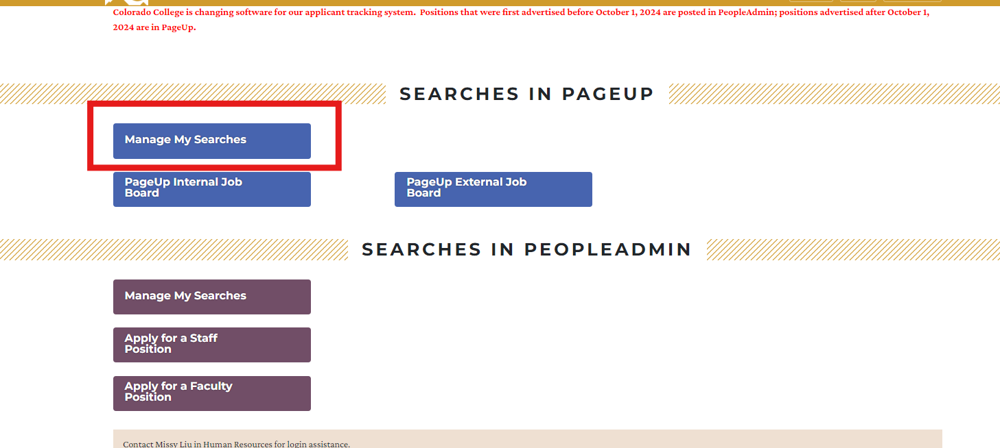 Colorado College is changing software for our applicant tracking system.  Positions that were first advertised before October 1, 2024 are posted in PeopleAdmin; positions advertised after October 1,
2024 are in PageUp.
SEARCHES IN PAGEUP
Manage My Searches
PageUp Internal Job
Board
PageUp External Job
Board
SEARCHES IN PEOPLEADMIN
Manage My Searches
Apply for a Staff
Position
Apply for a Faculty
Position
Contact Missy Liu in Human Resources for login assistance.